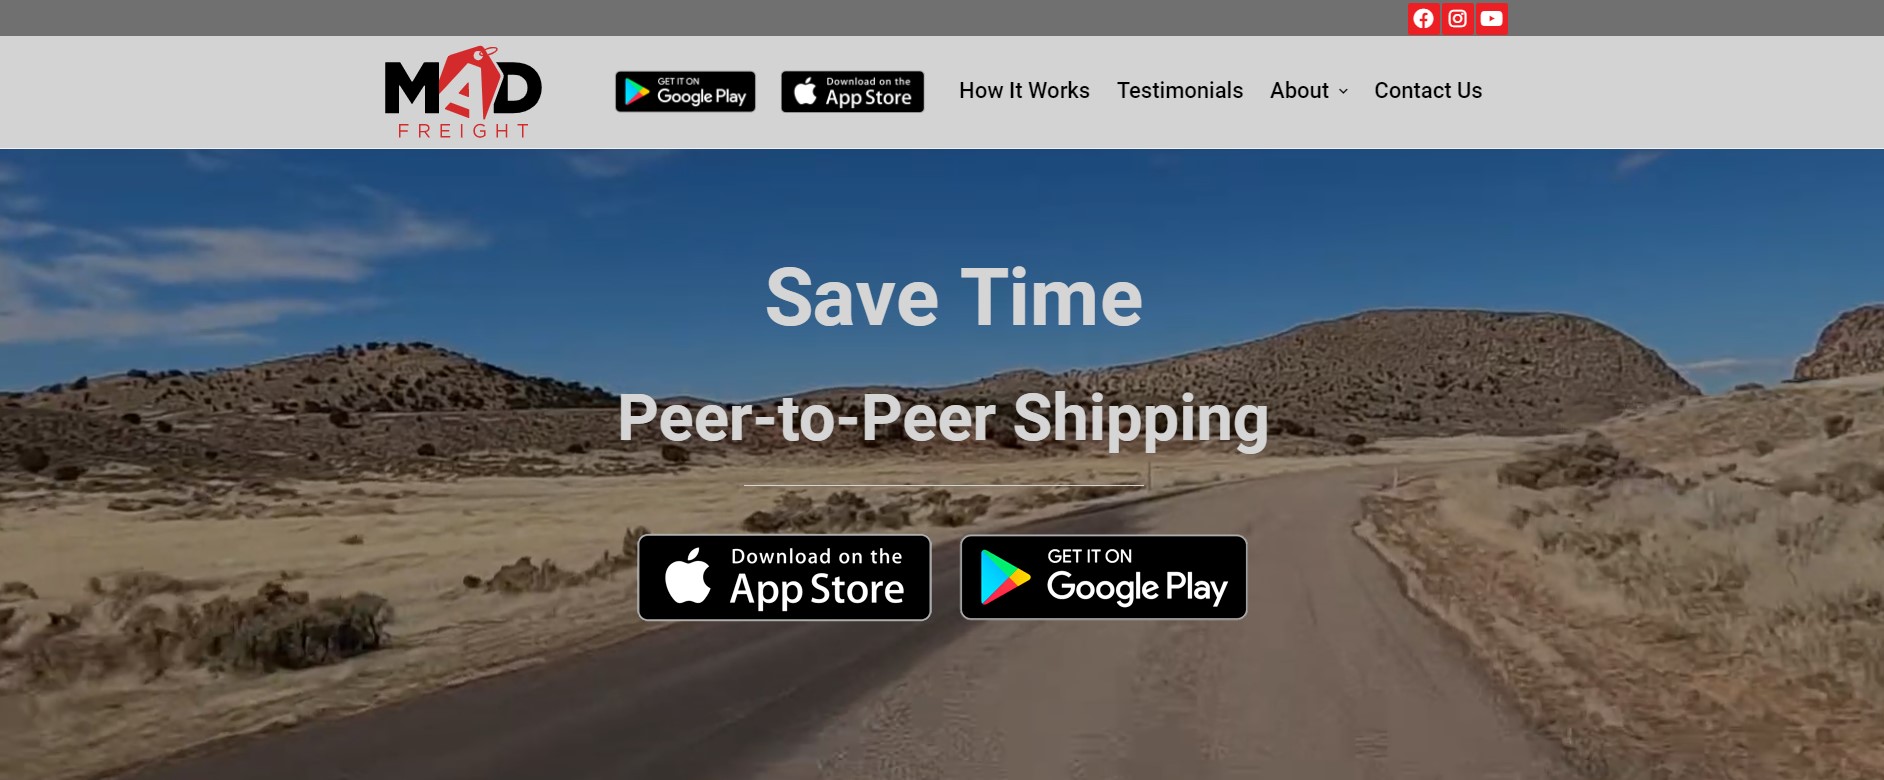 MAD
FREIGHT
GET IT ON
Google Play
Download on the
App Store
How It Works
Testimonials
About
Contact Us
Save Time
Peer-to-Peer Shipping
Download on the
App Store
GET IT ON
Google Play